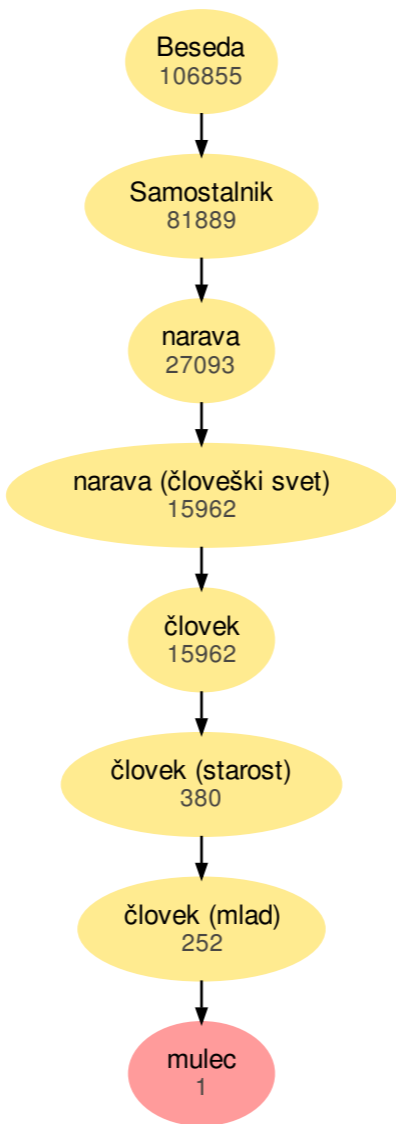 Beseda
106855
Samostalnik
81889
narava
27093
narava (človeški svet)
15962
človek
15962
človek (starost)
380
človek (mlad)
252
mulec
1